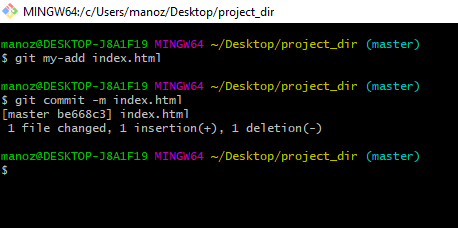 MINGW64:/c/Users/manoz/Desktop/project_dir
manoz@DESKTOP-J8A1F19 MINGW64 ~/Desktop/project_dir (master)
$ git my-add index.html
manoz@DESKTOP-J8A1F19 MINGW64 ~/Desktop/project_dir (master)
$ git commit -m index.html
[master be668c3] index.html
 1 file changed, 1 insertion(+), 1 deletion(-)
manoz@DESKTOP-J8A1F19 MINGW64 ~/Desktop/project_dir (master)
$